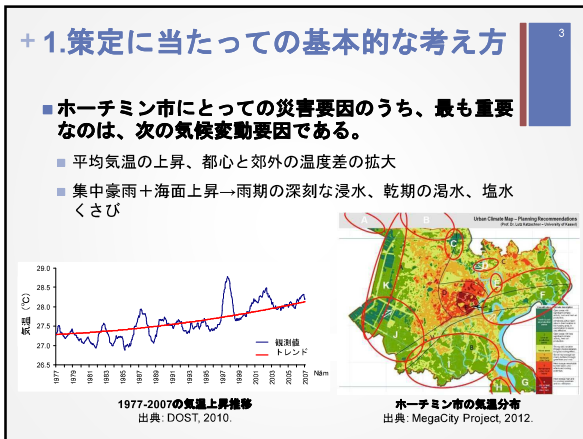 3
+ 1.策定に当たっての基本的な考え方
■ ホーチミン市にとっての災害要因のうち、最も重要
なのは、次の気候変動要因である。
■ 平均気温の上昇、都心と郊外の温度差の拡大
■ 集中豪雨＋海面上昇→雨期の深刻な浸水、乾期の渇水、塩水
くさび
Urban Climate Map – Planning Recommendations
(Prof. Dr. Lutz Katzschner – University of Kassel)
A
B
C
K
E
H
G
気温（℃）
29.0
28.5
28.0
27.5
27.0
26.5
観測値
トレンド
1977
1979
1981
1983
1985
1987
1989
1991
1993
1995
1997
1999
2001
2003
2005
2007
Năm
1977-2007の気温上昇推移
出典: DOST, 2010.
ホーチミン市の気温分布
出典: MegaCity Project, 2012.